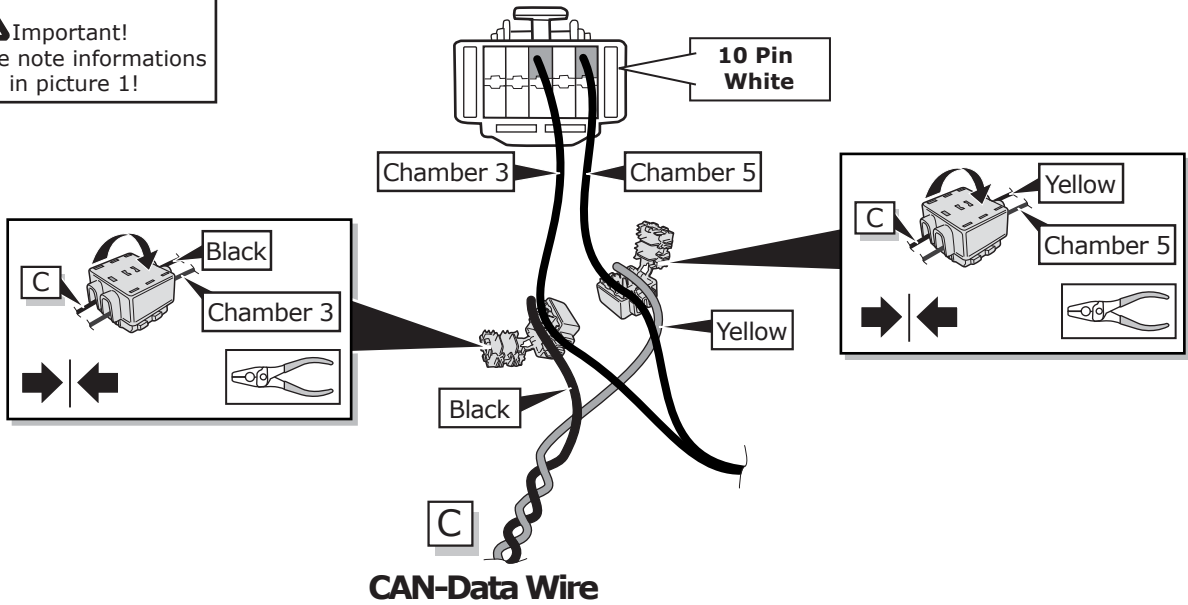 Important!
note informations
in picture 1!
10 Pin
White
Chamber 3
Chamber 5
C
Yellow
Chamber 5
C
Black
Chamber 3
Yellow
Black
C
CAN-Data Wire